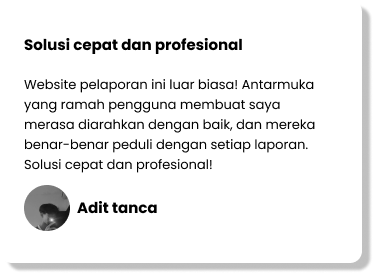 Solusi cepat dan profesional
Website pelaporan ini luar biasa! Antarmuka
yang ramah pengguna membuat saya
merasa diarahkan dengan baik, dan mereka
benar-benar peduli dengan setiap laporan.
Solusi cepat dan profesional!
Adit tanca